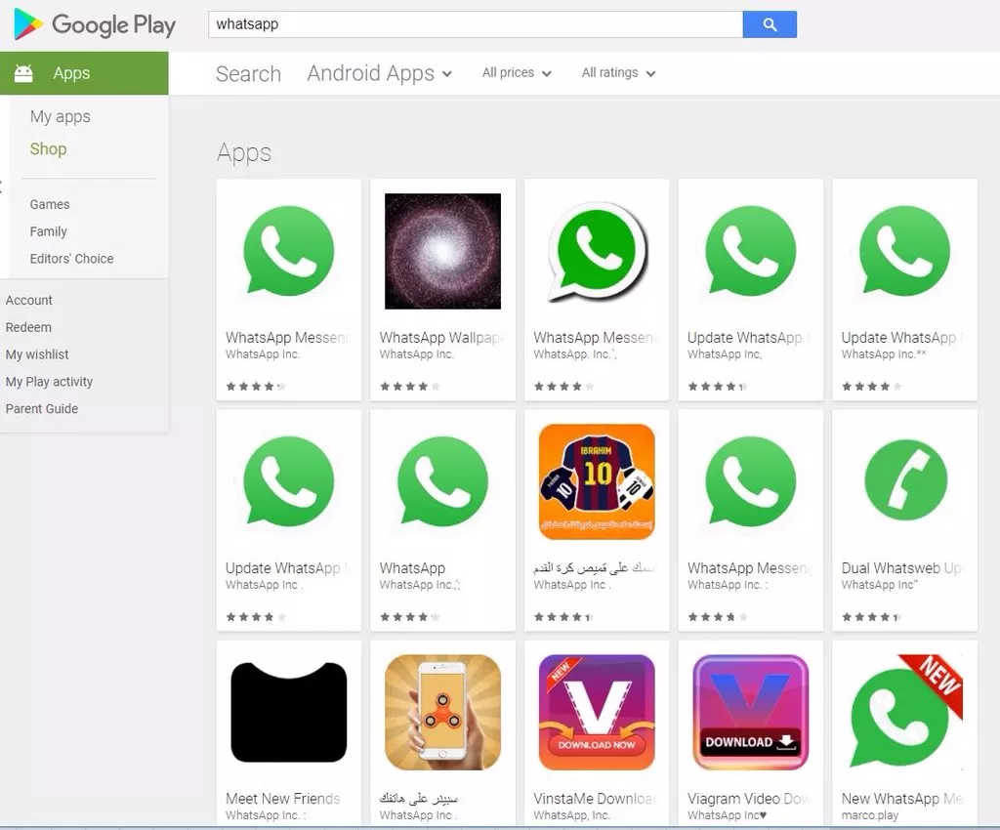 Google Play
whatsapp
Apps
Search
Android Apps
All prices
All ratings
My apps
Shop
Games
Family
Editors' Choice
Account
Redeem
My wishlist
My Play activity
Parent Guide
Apps
WhatsApp Messen
WhatsApp Inc.
WhatsApp Wallpape
WhatsApp Inc.
WhatsApp Messen
WhatsApp. Inc.`,
Update WhatsApp
WhatsApp Inc,
Update WhatsApp
WhatsApp Inc.**
Update WhatsApp
WhatsApp Inc .
WhatsApp
WhatsApp Inc.,';
IBRAHIM
10
10
10
سمك على قميص كرة القدم
WhatsApp Inc .
WhatsApp Messen
WhatsApp Inc. :
Dual Whatsweb Up
WhatsApp Inc"
Meet New Friends
WhatsApp Inc. :
سبينر على هاتفك
WhatsApp Inc .
NEW
DOWNLOAD NOW
VinstaMe Downloa
WhatsApp, Inc.
DOWNLOAD
Viagram Video Dow
WhatsApp Inc♥
NEW
New WhatsApp Me
marco.play